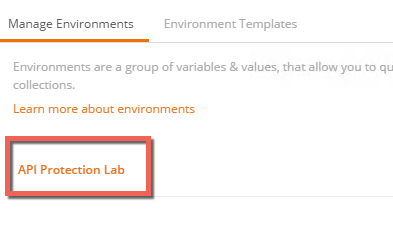 Manage Environments Environment Templates
Environments are a group of variables & values, that allow you to qu
collections.
Learn more about environments
API Protection Lab